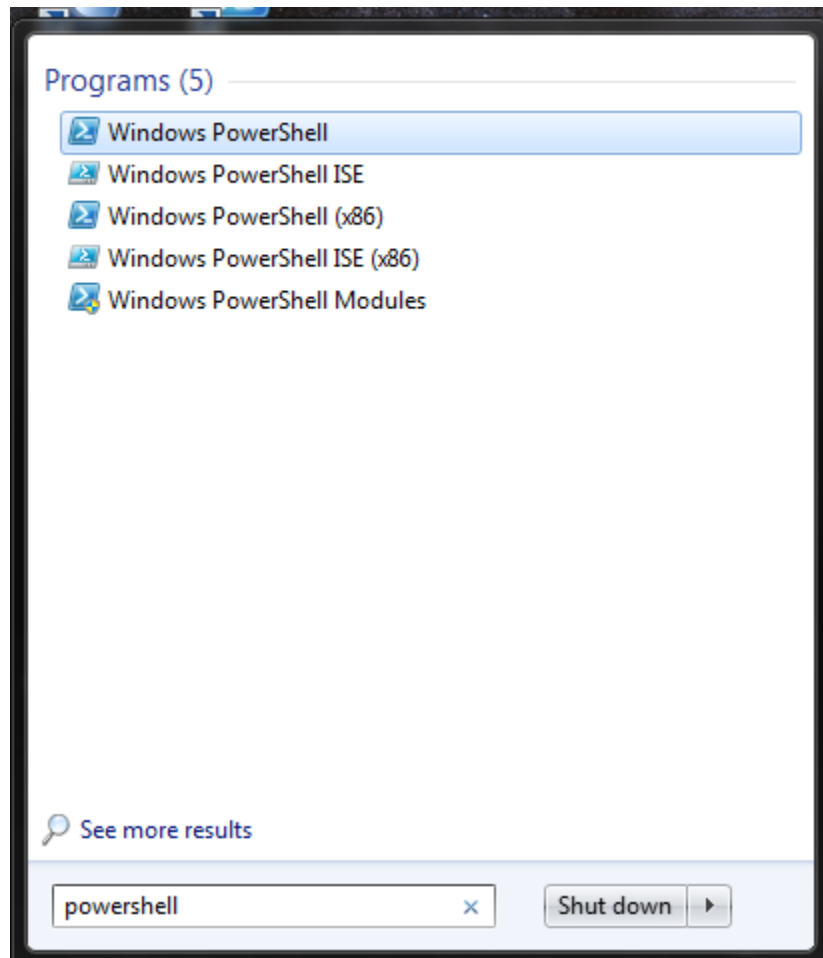 Programs (5)
Windows PowerShell
Windows PowerShell ISE
Windows PowerShell (x86)
Windows PowerShell ISE (x86)
Windows PowerShell Modules
See more results
powershell
Shut down